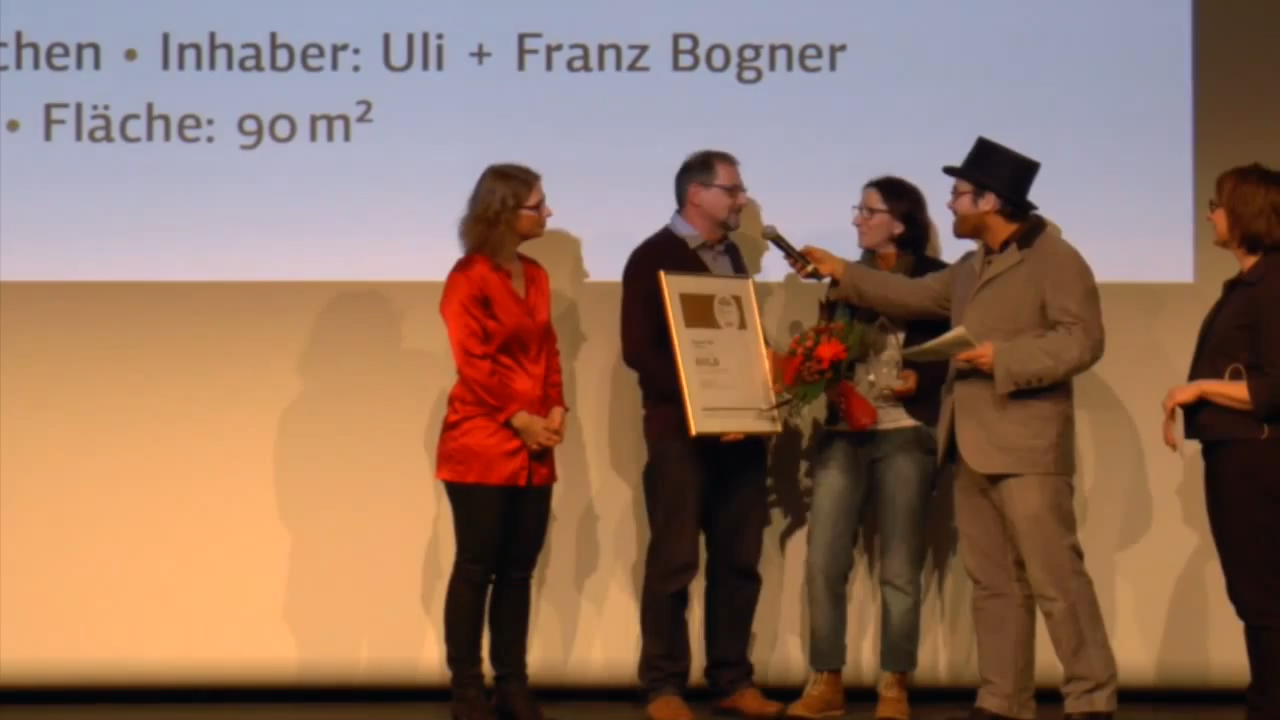 chen • Inhaber: Uli + Franz Bogner
• Fläche: 90 m²